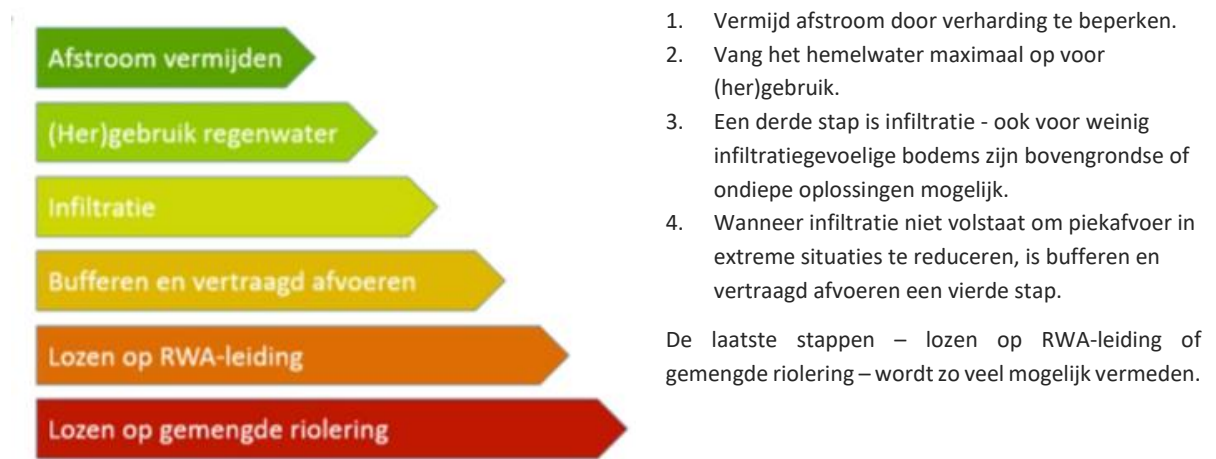 Afstroom vermijden
(Her)gebruik regenwater
Infiltratie
Bufferen en vertraagd afvoeren
Lozen op RWA-leiding
Lozen op gemengde riolering
1. Vermijd afstroom door verharding te beperken.
2. Vang het hemelwater maximaal op voor
(her)gebruik.
3. Een derde stap is infiltratie - ook voor weinig
infiltratiegevoelige bodems zijn bovengrondse of
ondiepe oplossingen mogelijk.
4. Wanneer infiltratie niet volstaat om piekafvoer in
extreme situaties te reduceren, is bufferen en
vertraagd afvoeren een vierde stap.
De laatste stappen – lozen op RWA-leiding of
gemengde riolering – wordt zo veel mogelijk vermeden.